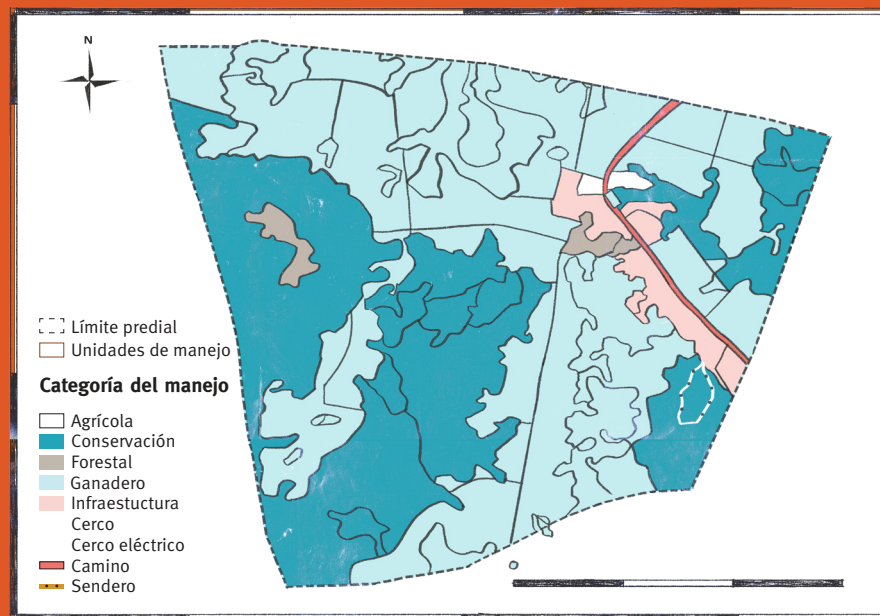 N
Límite predial
Unidades de manejo
Categoría del manejo
Agrícola
Conservación
Forestal
Ganadero
Infraestuctura
Cerco
Cerco eléctrico
Camino
Sendero